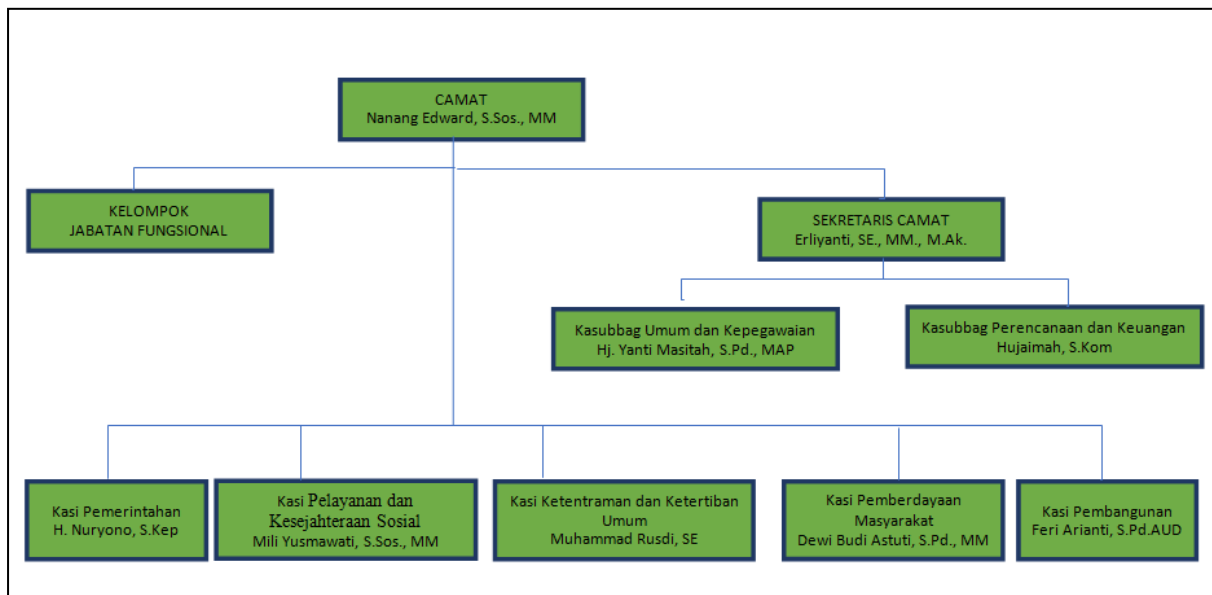 CAMAT
Nanang Edward, S.Sos., MM
KELOMPOK
JABATAN FUNGSIONAL
SEKRETARIS CAMAT
Erliyanti, SE., MM., M.Ak.
Kasubbag Umum dan Kepegawaian
Hj. Yanti Masitah, S.Pd., MAP
Kasubbag Perencanaan dan Keuangan
Hujaimah, S.Kom
Kasi Pemerintahan
H. Nuryono, S.Kep
Kasi Pelayanan dan
Kesejahteraan Sosial
Mili Yusmawati, S.Sos., MM
Kasi Ketentraman dan Ketertiban
Umum
Muhammad Rusdi, SE
Kasi Pemberdayaan
Masyarakat
Dewi Budi Astuti, S.Pd., MM
Kasi Pembangunan
Feri Arianti, S.Pd.AUD